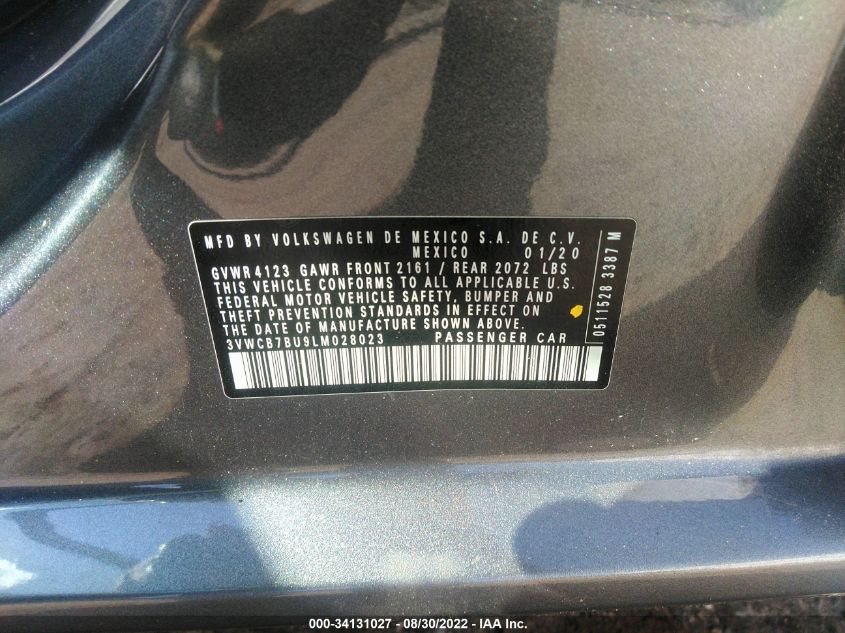 MFD BY VOLKSWAGEN DE MEXICO S.A. DE C.V.
MEXICO 01/20
GVWR 4123 GAWR FRONT 2161 / REAR 2072 LBS
THIS VEHICLE CONFORMS TO ALL APPLICABLE U.S.
FEDERAL MOTOR VEHICLE SAFETY, BUMPER AND
THEFT PREVENTION STANDARDS IN EFFECT ON
THE DATE OF MANUFACTURE SHOWN ABOVE.
3VWCB7BU9LM028023 PASSENGER CAR
0511528 3387 M
000-34131027 - 08/30/2022 - IAA Inc.